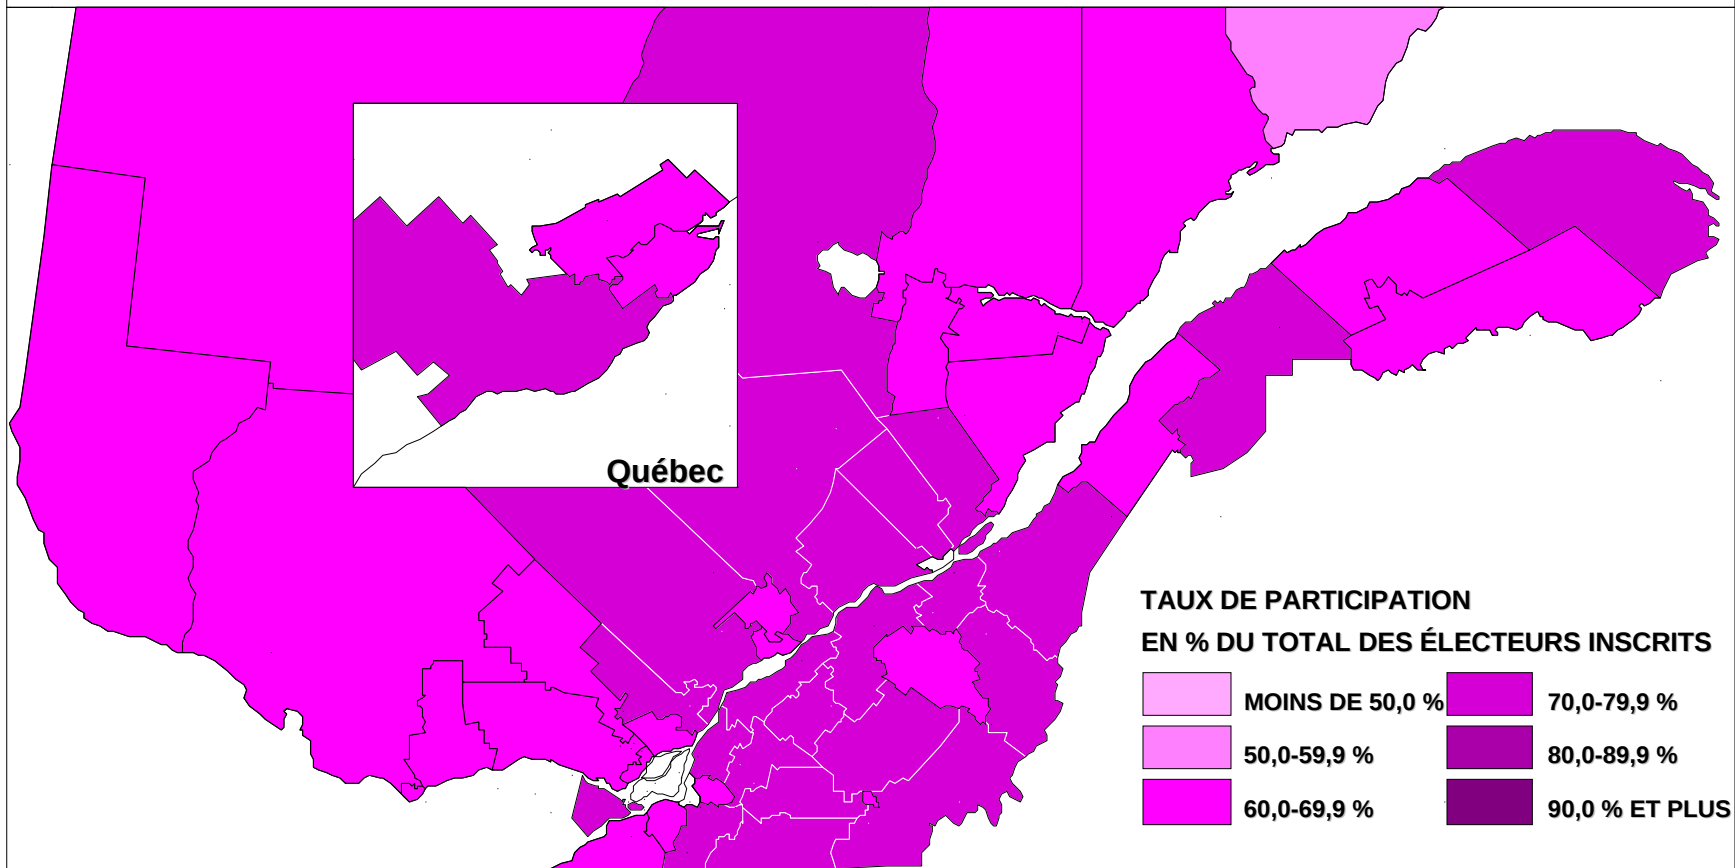 Québec
TAUX DE PARTICIPATION
EN % DU TOTAL DES ÉLECTEURS INSCRITS
MOINS DE 50,0 %
50,0-59,9 %
60,0-69,9 %
70,0-79,9 %
80,0-89,9 %
90,0 % ET PLUS